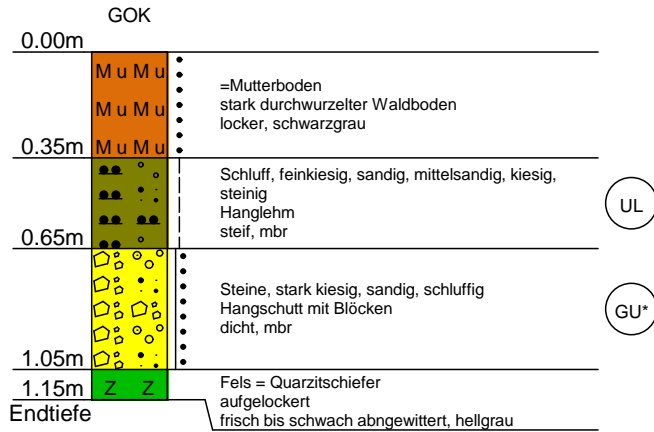 GOK
0.00m
M u M u
M u M u
M u M u
=Mutterboden
stark durchwurzelter Waldboden
locker, schwarzgrau
0.35m
Schluff, feinkiesig, sandig, mittelsandig, kiesig,
steinig
Hanglehm
steif, mbr
UL
0.65m
Steine, stark kiesig, sandig, schluffig
Hangschutt mit Blöcken
dicht, mbr
GU*
1.05m
Z Z
Fels = Quarzitschiefer
aufgelockert
frisch bis schwach abngewittert, hellgrau
1.15m
Endtiefe